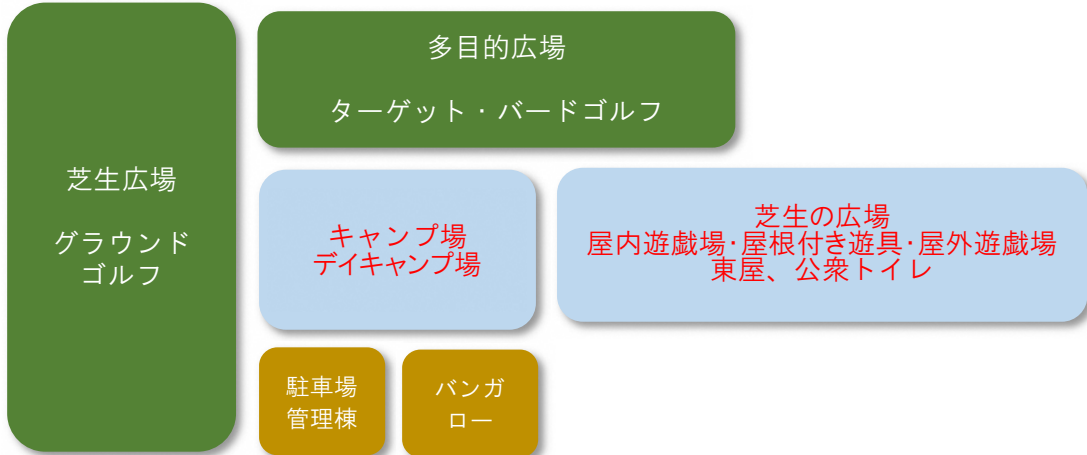 芝生広場
グラウンド
ゴルフ
多目的広場
ターゲット・バードゴルフ
キャンプ場
デイキャンプ場
芝生の広場
屋内遊戯場・屋根付き遊具・屋外遊戯場
東屋、公衆トイレ
駐車場
管理棟
バンガ
ロー